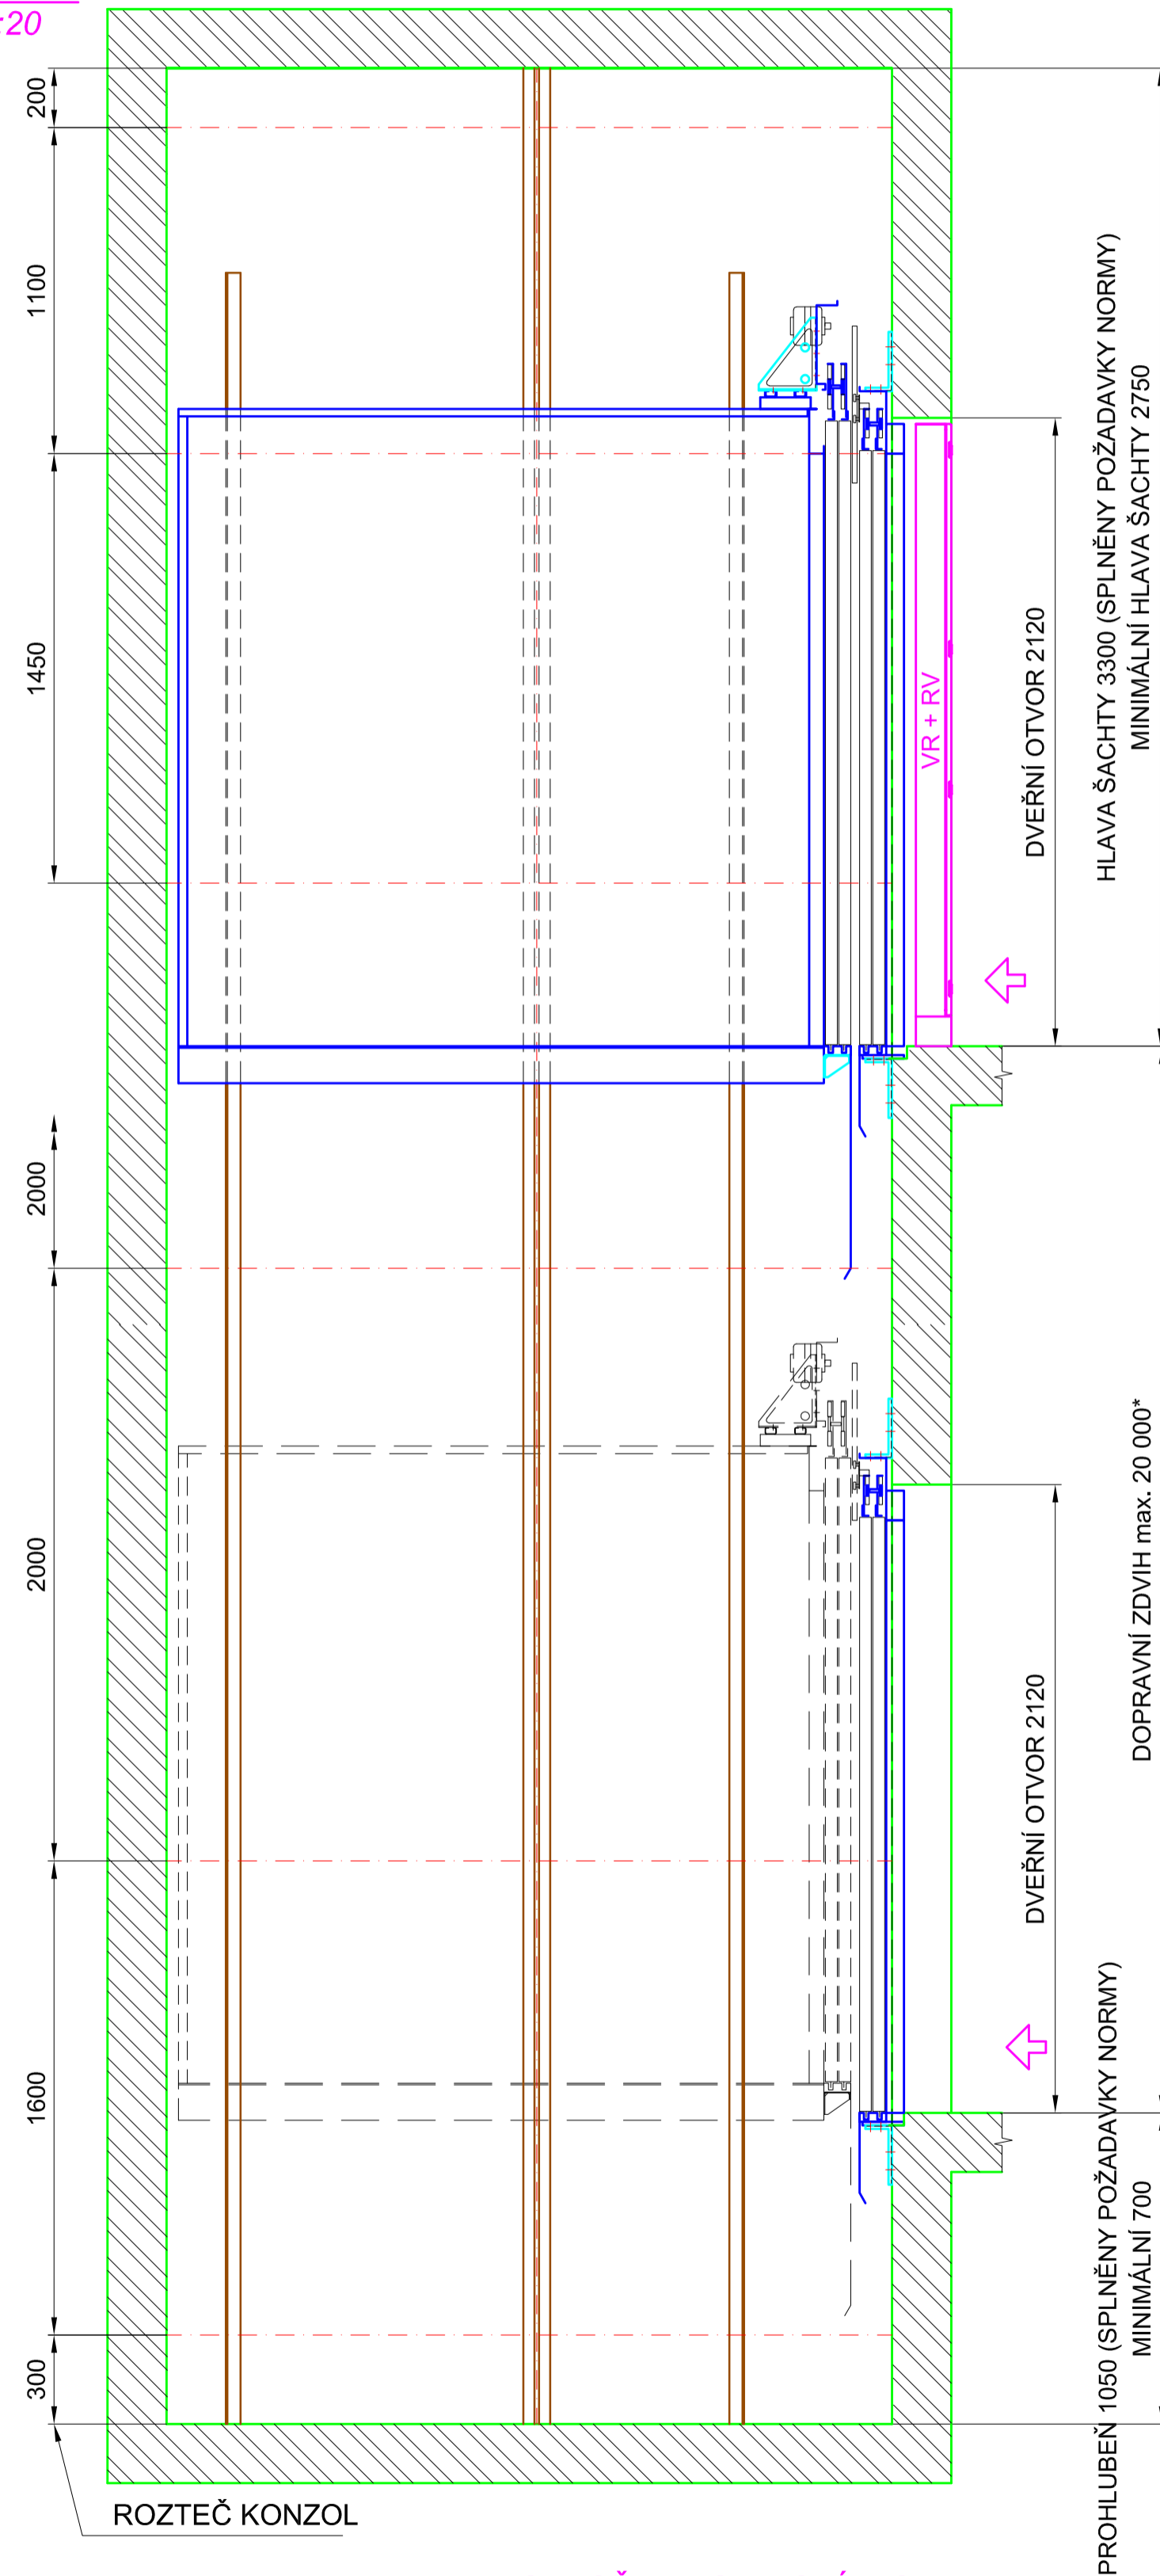 :20
200
1100
1450
2000
2000
1600
300
VR + RV
DVEŘNÍ OTVOR 2120
HLAVA ŠACHTY 3300 (SPLNĚNY POŽADAVKY NORMY)
MINIMÁLNÍ HLAVA ŠACHTY 2750
DOPRAVNÍ ZDVIH max. 20 000*
DVEŘNÍ OTVOR 2120
PROHLUBEŇ 1050 (SPLNĚNY POŽADAVKY NORMY)
MINIMÁLNÍ 700
ROZTEČ KONZOL